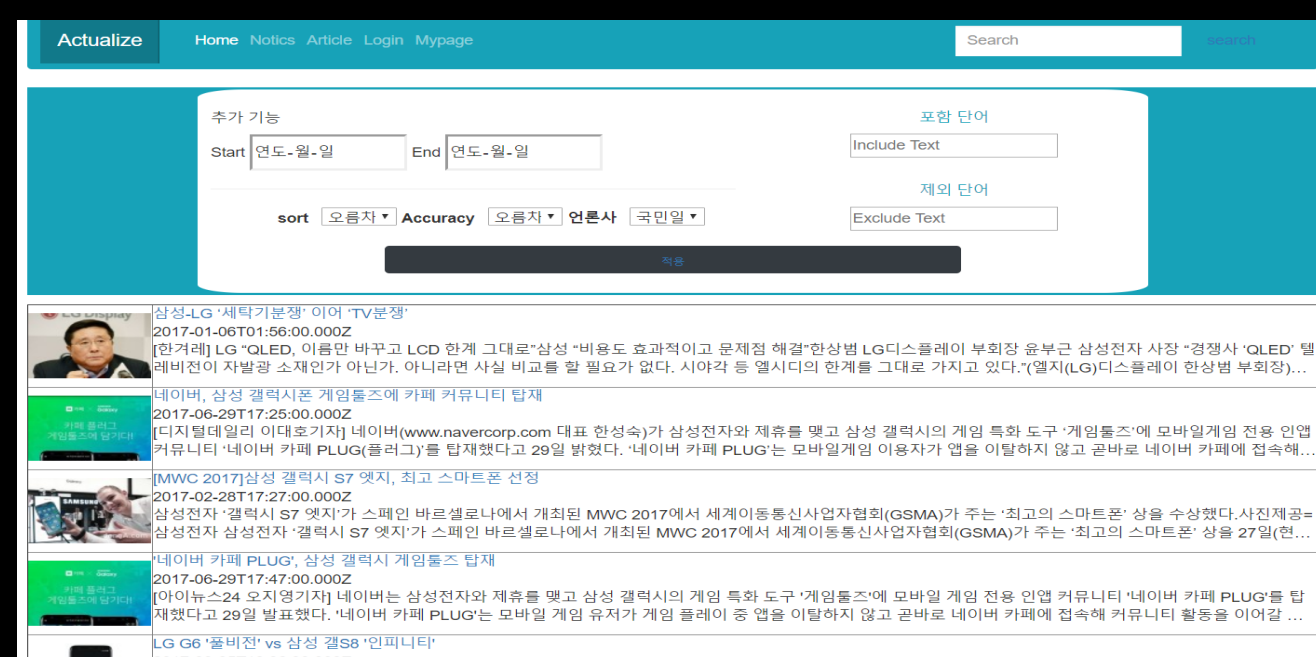 Actualize
Home Notics Article Login Mypage
Search
search
추가 기능
Start 연도-월-일 End 연도-월-일
sort 오름차 Accuracy 오름차 언론사 국민일
적용
포함 단어
Include Text
제외 단어
Exclude Text
삼성-LG ‘세탁기분쟁’ 이어 ‘TV분쟁’
2017-01-06T01:56:00.000Z
[한겨레] LG “QLED, 이름만 바꾸고 LCD 한계 그대로”삼성 “비용도 효과적이고 문제점 해결”한상범 LG디스플레이 부회장 윤부근 삼성전자 사장 “경쟁사 ‘QLED’ 텔
레비전이 자발광 소재인가 아닌가. 아니라면 사실 비교를 할 필요가 없다. 시야각 등 엘시디의 한계를 그대로 가지고 있다.”(엘지(LG)디스플레이 한상범 부회장)...
네이버, 삼성 갤럭시폰 게임툴즈에 카페 커뮤니티 탑재
2017-06-29T17:25:00.000Z
[디지털데일리 이대호기자] 네이버(www.navercorp.com 대표 한성숙)가 삼성전자와 제휴를 맺고 삼성 갤럭시의 게임 특화 도구 ‘게임툴즈’에 모바일게임 전용 인앱
커뮤니티 ‘네이버 카페 PLUG(플러그)’를 탑재했다고 29일 밝혔다. ‘네이버 카페 PLUG’는 모바일게임 이용자가 앱을 이탈하지 않고 곧바로 네이버 카페에 접속해...
카페 플러그
게임툴즈에 담기다!
[MWC 2017]삼성 갤럭시 S7 엣지, 최고 스마트폰 선정
2017-02-28T17:27:00.000Z
삼성전자 ‘갤럭시 S7 엣지’가 스페인 바르셀로나에서 개최된 MWC 2017에서 세계이동통신사업자협회(GSMA)가 주는 ‘최고의 스마트폰’ 상을 수상했다.사진제공=
삼성전자 삼성전자 ‘갤럭시 S7 엣지’가 스페인 바르셀로나에서 개최된 MWC 2017에서 세계이동통신사업자협회(GSMA)가 주는 ‘최고의 스마트폰’ 상을 27일(현...
'네이버 카페 PLUG', 삼성 갤럭시 게임툴즈 탑재
2017-06-29T17:47:00.000Z
[아이뉴스24 오지영기자] 네이버는 삼성전자와 제휴를 맺고 삼성 갤럭시의 게임 특화 도구 '게임툴즈'에 모바일 게임 전용 인앱 커뮤니티 '네이버 카페 PLUG'를 탑
재했다고 29일 발표했다. '네이버 카페 PLUG'는 모바일 게임 유저가 게임 플레이 중 앱을 이탈하지 않고 곧바로 네이버 카페에 접속해 커뮤니티 활동을 이어갈 ...
카페 플러그
게임툴즈에 담기다!
LG G6 '풀비전' vs 삼성 갤S8 '인피니티'